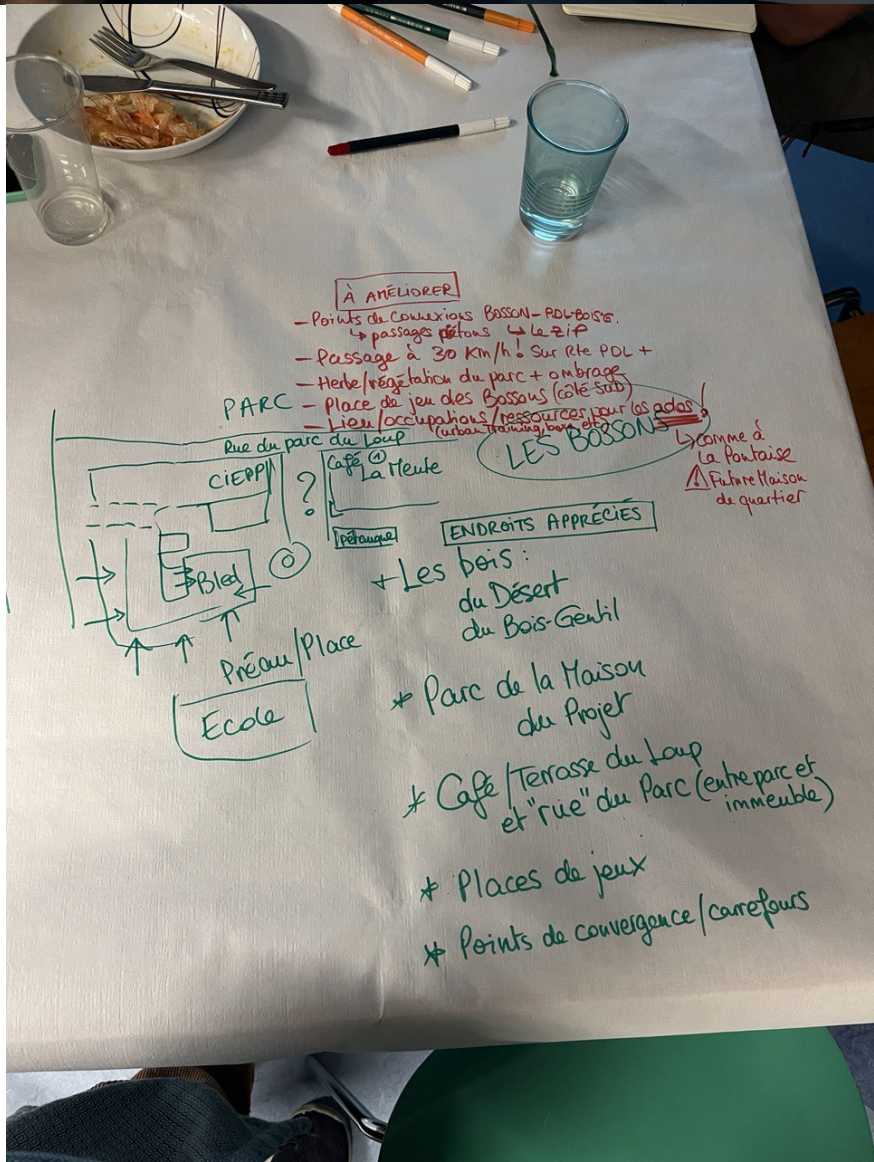 À AMÉLIORER
- Points de connexions BOSSON-PDL-BOISG.
↳ passages piétons ↳ le zip
- Passage à 30 Km/h! Sur Rte PDL +
- Herbe/végétation du parc + ombrage
- Place de jeu des Bossons (côté Sud)
- Lieu/occupations/ressources pour les ados!
(urban training, bars, etc)
↳ comme à
la Pontaise
⚠ Future Maison
de quartier
LES BOSSONS
PARC
Rue du parc du Loup
CIEPP
?
Café ①
La Meute
Pétanque
Bled
Préau/Place
Ecole
ENDROITS APPRÉCIÉS
+ Les bois :
du Désert
du Bois-Gentil
* Parc de la Maison
du Projet
* Café/Terrasse du Loup
et "rue" du Parc (entre parc et
immeuble)
* Places de jeux
* Points de convergence/carrefours